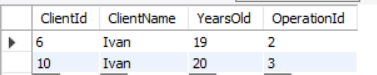 ClientId ClientName YearsOld OperationId
6 Ivan 19 2
10 Ivan 20 3